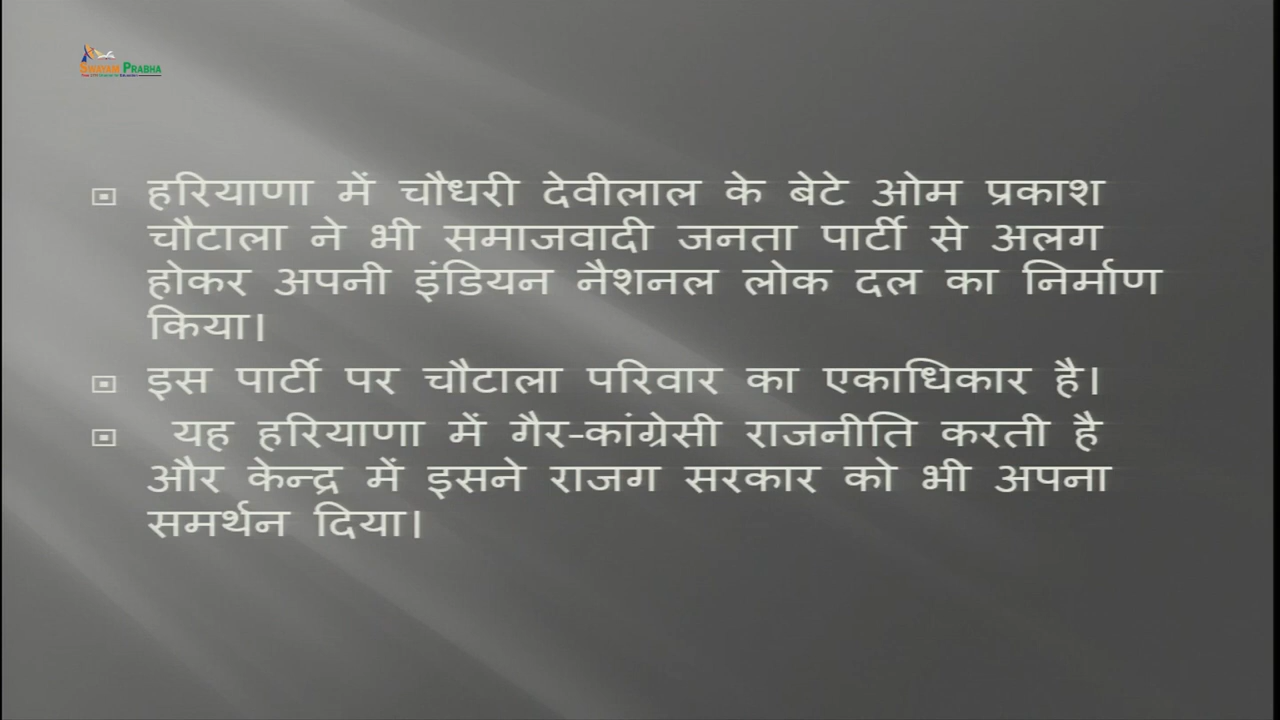 SWAYAM PRABHA
हरियाणा में चौधरी देवीलाल के बेटे ओम प्रकाश
चौटाला ने भी समाजवादी जनता पार्टी से अलग
होकर अपनी इंडियन नैशनल लोक दल का निर्माण
किया।
इस पार्टी पर चौटाला परिवार का एकाधिकार है।
यह हरियाणा में गैर-कांग्रेसी राजनीति करती है
और केन्द्र में इसने राजग सरकार को भी अपना
समर्थन दिया।